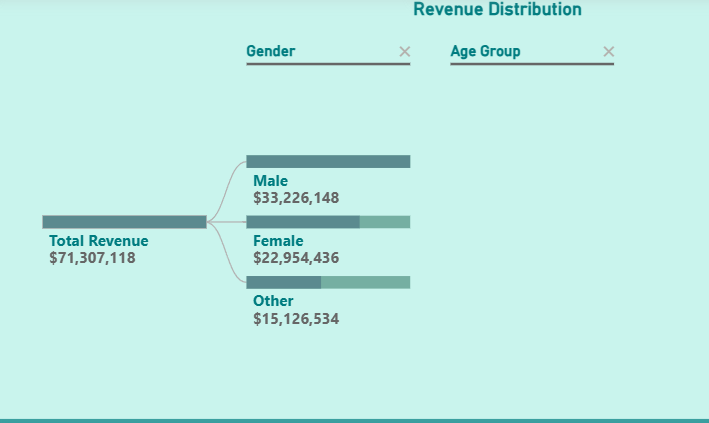 Revenue Distribution
Gender
Age Group
Male
$33,226,148
Total Revenue
$71,307,118
Female
$22,954,436
Other
$15,126,534